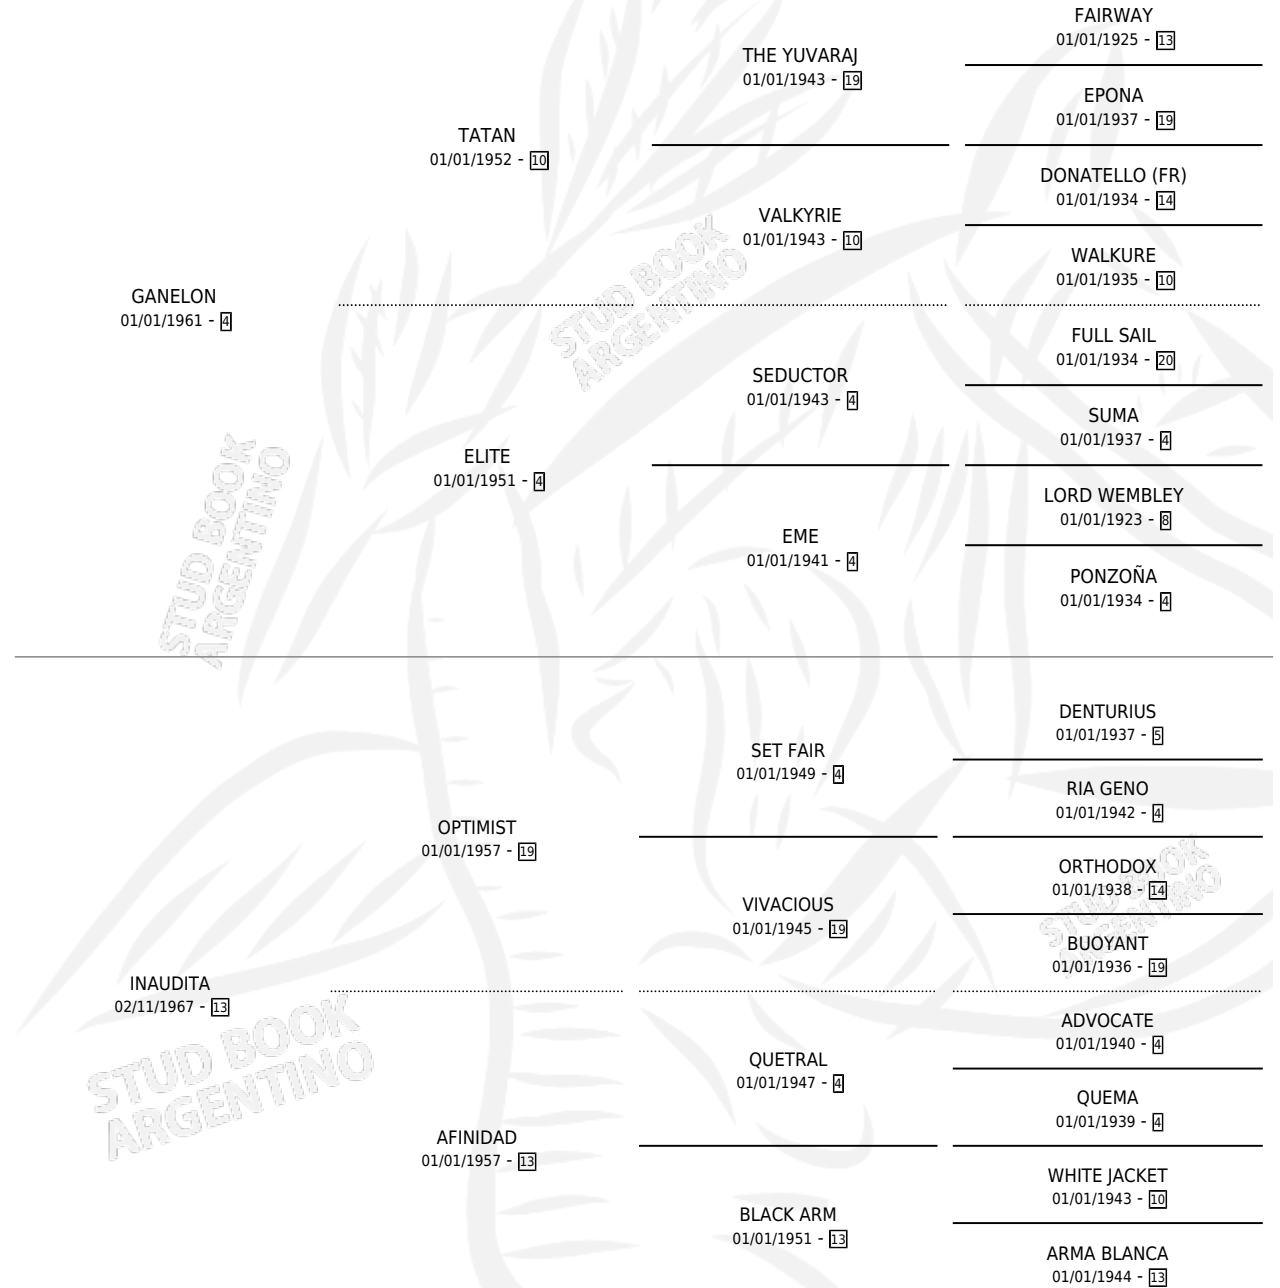 FAIRWAY
01/01/1925 - 13
THE YUVARAJ
01/01/1943 - 19
EPONA
01/01/1937 - 19
TATAN
01/01/1952 - 10
DONATELLO (FR)
01/01/1934 - 14
VALKYRIE
01/01/1943 - 10
WALKURE
01/01/1935 - 10
GANELON
01/01/1961 - 4
STUD BOOK
ARGENTINO
FULL SAIL
01/01/1934 - 20
SEDUCTOR
01/01/1943 - 4
SUMA
01/01/1937 - 4
ELITE
01/01/1951 - 4
LORD WEMBLEY
01/01/1923 - 8
EME
01/01/1941 - 4
PONZOÑA
01/01/1934 - 4
STUD BOOK
ARGENTINO
DENTURIUS
01/01/1937 - 5
SET FAIR
01/01/1949 - 4
RIA GENO
01/01/1942 - 4
OPTIMIST
01/01/1957 - 19
ORTHODOX
01/01/1938 - 14
VIVACIOUS
01/01/1945 - 19
BUOYANT
01/01/1936 - 19
STUD BOOK
ARGENTINO
INAUDITA
02/11/1967 - 13
ADVOCATE
01/01/1940 - 4
QUETRAL
01/01/1947 - 4
QUEMA
01/01/1939 - 4
STUD BOOK
ARGENTINO
AFINIDAD
01/01/1957 - 13
WHITE JACKET
01/01/1943 - 10
BLACK ARM
01/01/1951 - 13
ARMA BLANCA
01/01/1944 - 13